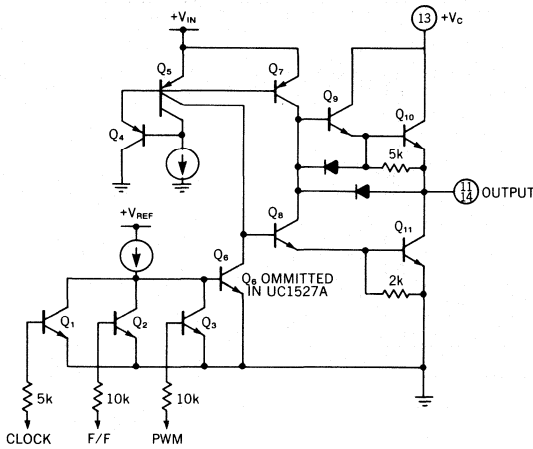 +VIN
13 +VC
Q5
Q7
Q9
Q10
Q4
5k
+VREF
11
14 OUTPUT
Q8
Q11
Q6
Q6 OMMITTED
IN UC1527A
2k
Q1
Q2
Q3
5k
10k
10k
CLOCK
F/F
PWM